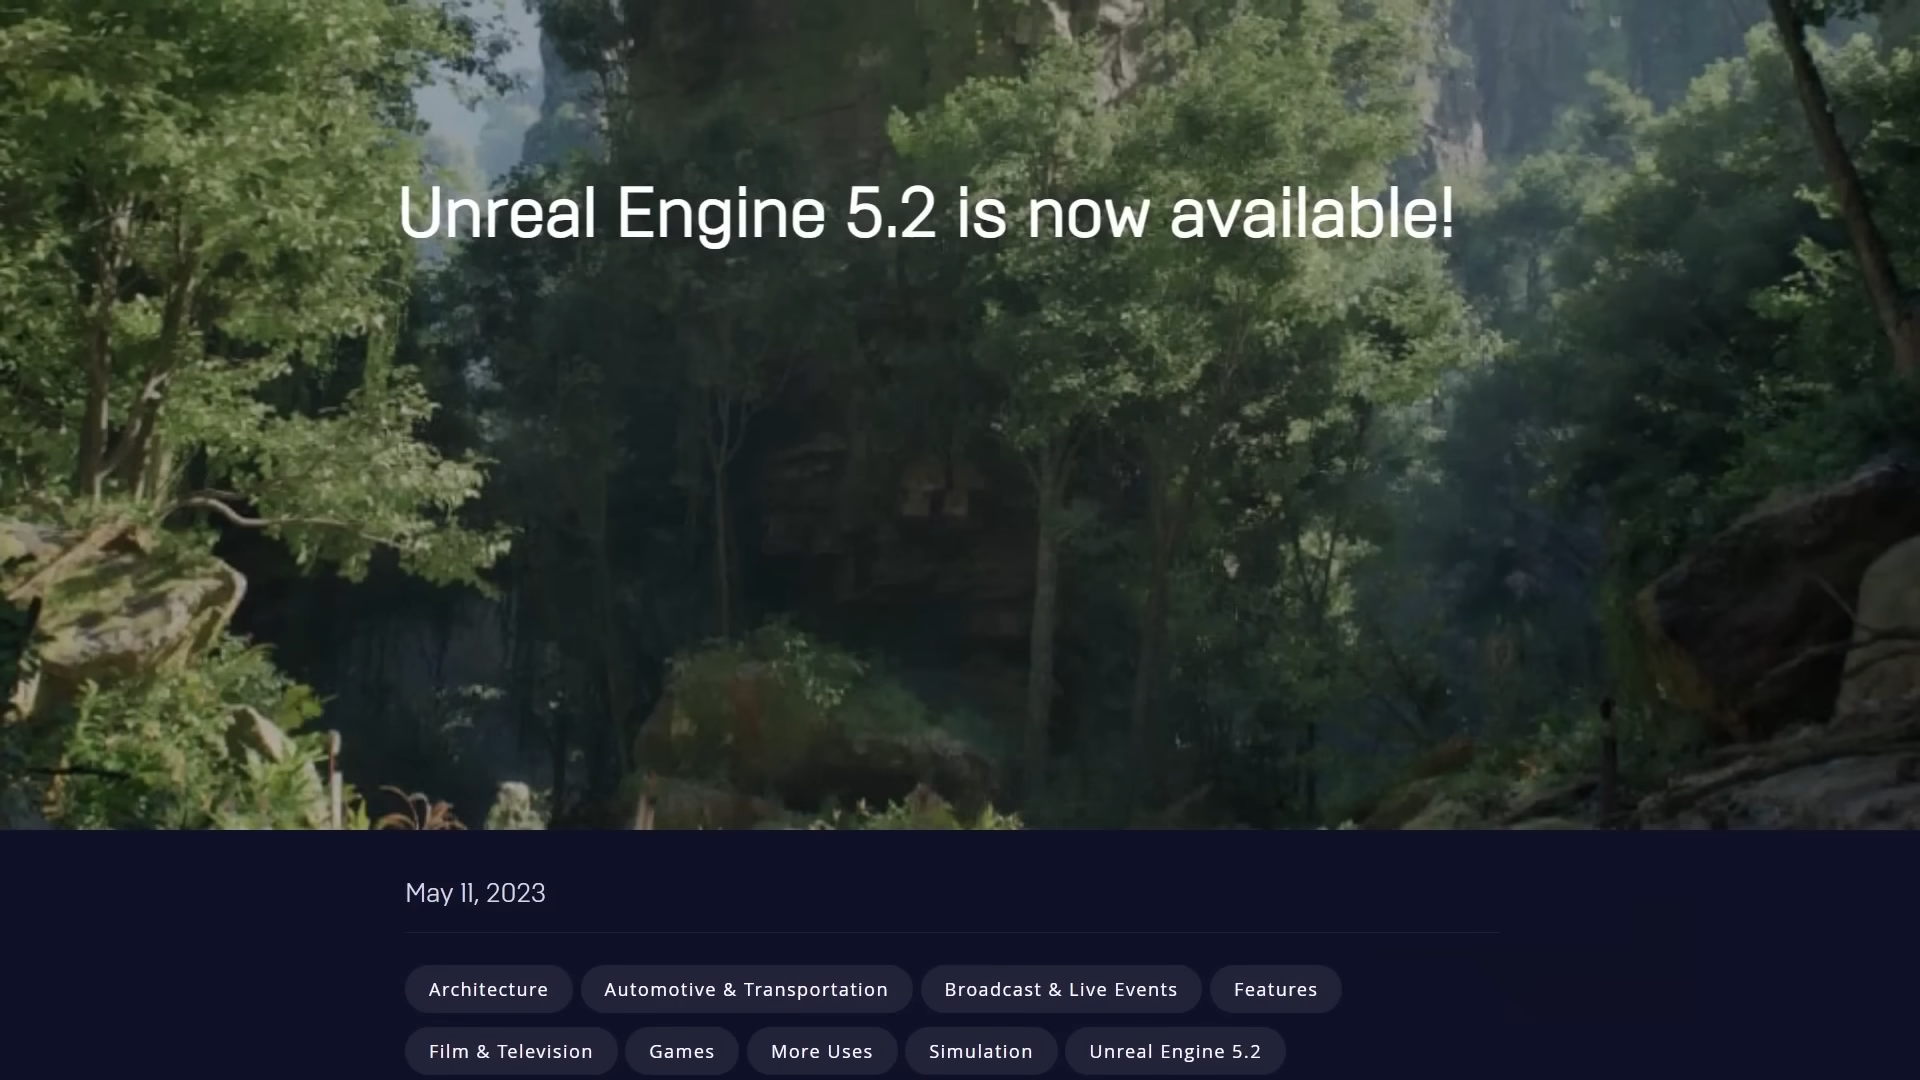 Unreal Engine 5.2 is now available!
May 11, 2023
Architecture
Automotive & Transportation
Broadcast & Live Events
Features
Film & Television
Games
More Uses
Simulation
Unreal Engine 5.2